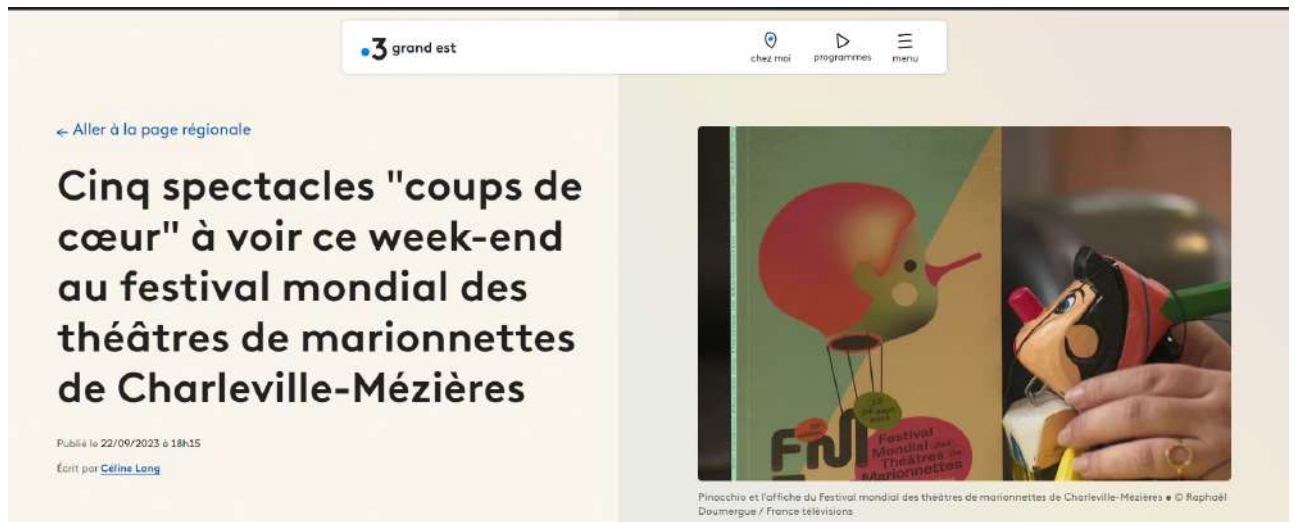 3 grand est
chez moi
programmes
menu
← Aller à la page régionale
Cinq spectacles "coups de
cœur" à voir ce week-end
au festival mondial des
théâtres de marionnettes
de Charleville-Mézières
Publié le 22/09/2023 à 18h15
Écrit par Céline Lang
FM
Festival
Mondial des
Théâtres de
Marionnettes
Pinocchio et l'affiche du Festival mondial des théâtres de marionnettes de Charleville-Mézières • © Raphaël
Doumergue / France télévisions